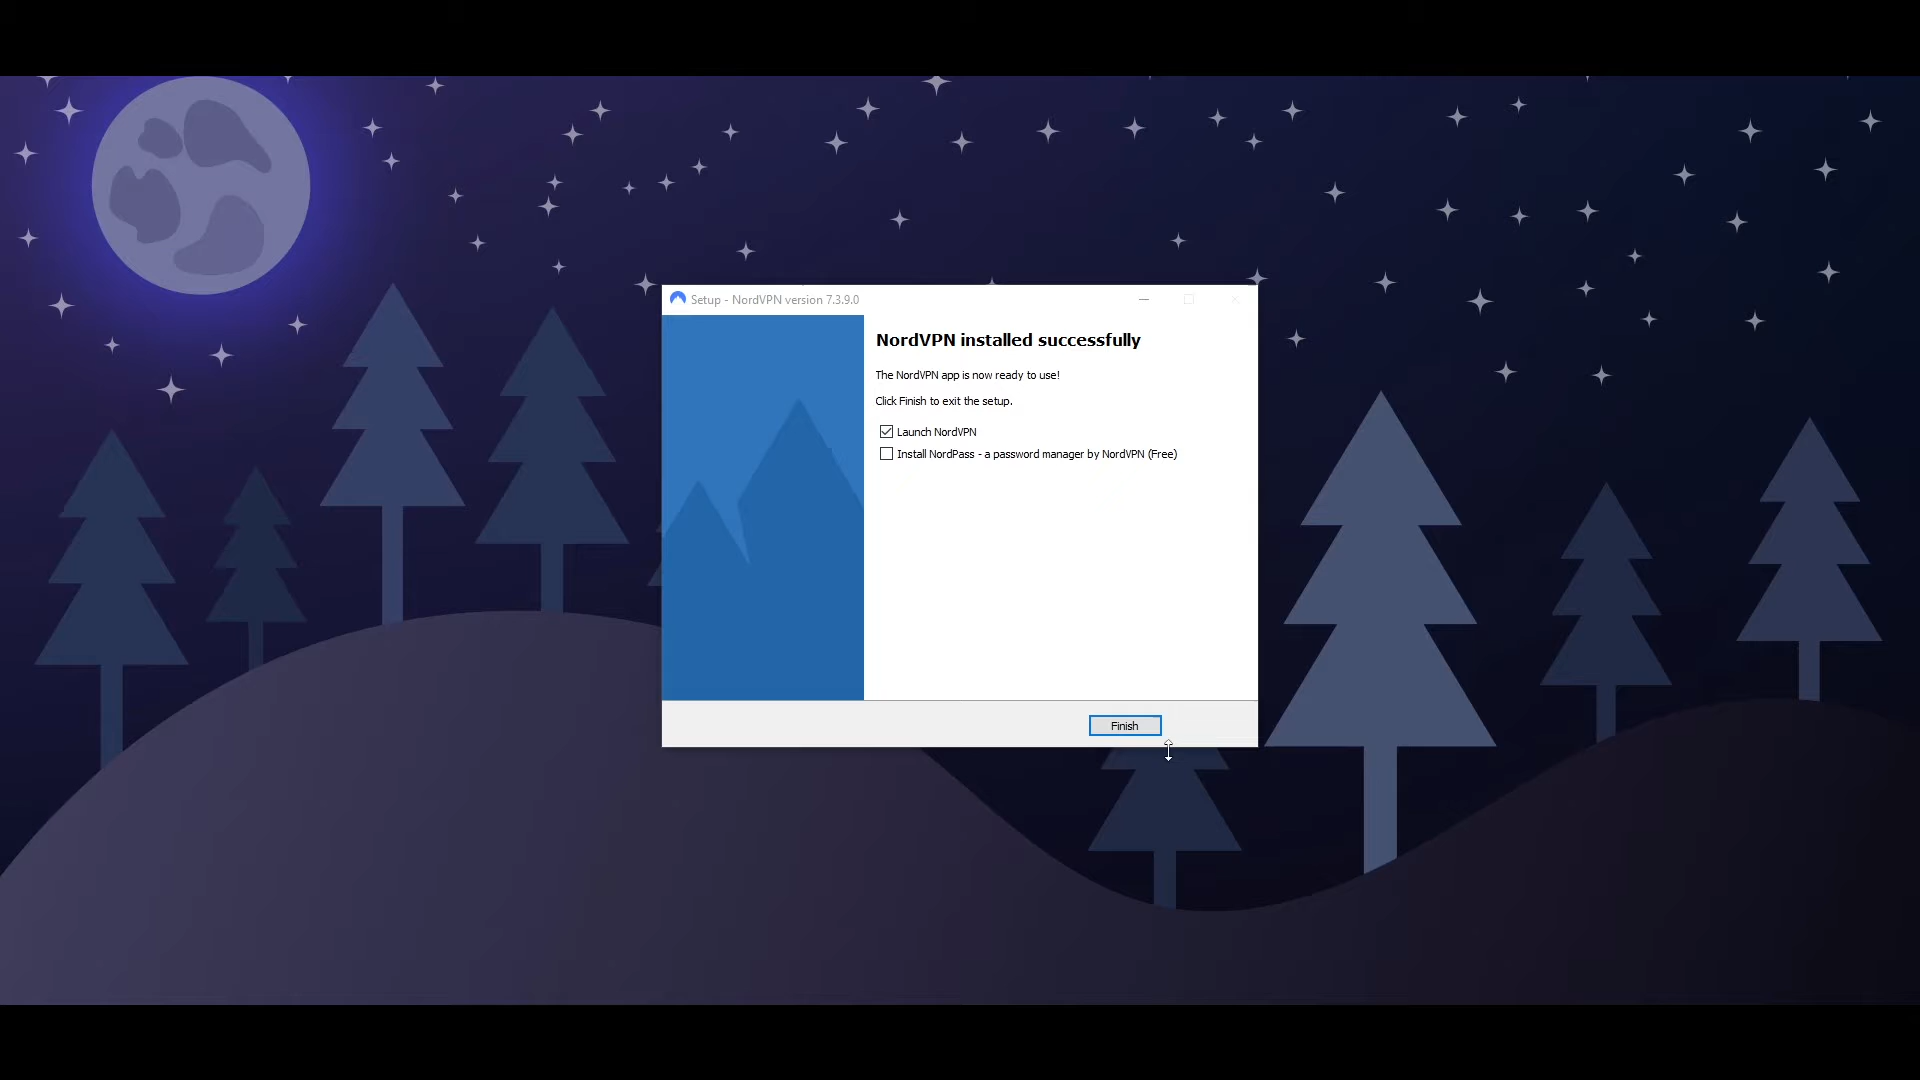 Setup - NordVPN version 7.3.9.0
NordVPN installed successfully
The NordVPN app is now ready to use!
Click Finish to exit the setup.
Launch NordVPN
Install NordPass - a password manager by NordVPN (Free)
Finish